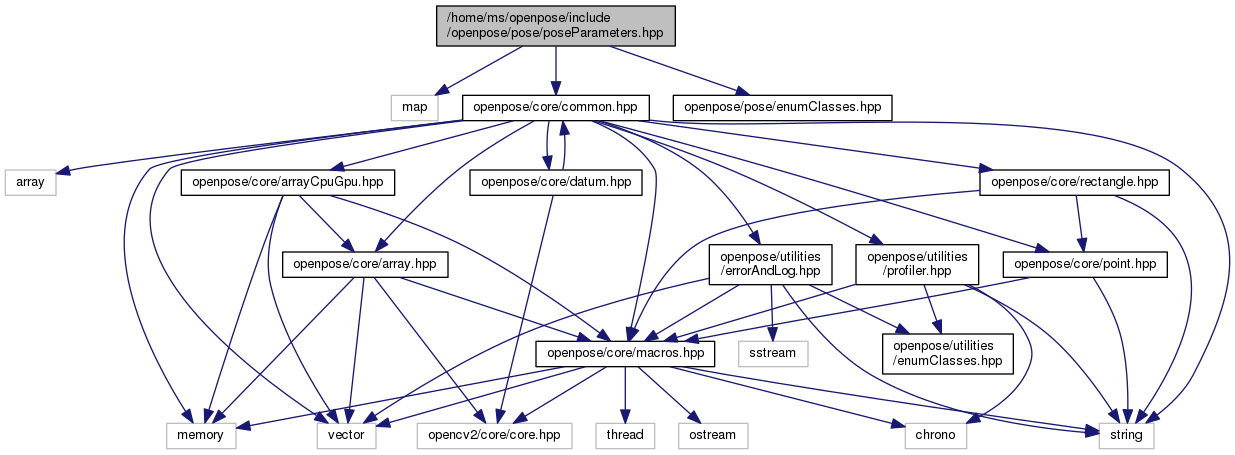 /home/ms/openpose/include
/openpose/pose/poseParameters.hpp
map
openpose/core/common.hpp
openpose/pose/enumClasses.hpp
array
openpose/core/arrayCpuGpu.hpp
openpose/core/datum.hpp
openpose/core/rectangle.hpp
openpose/core/array.hpp
openpose/utilities
/errorAndLog.hpp
openpose/utilities
/profiler.hpp
openpose/core/point.hpp
openpose/core/macros.hpp
sstream
openpose/utilities
/enumClasses.hpp
memory
vector
opencv2/core/core.hpp
thread
ostream
chrono
string